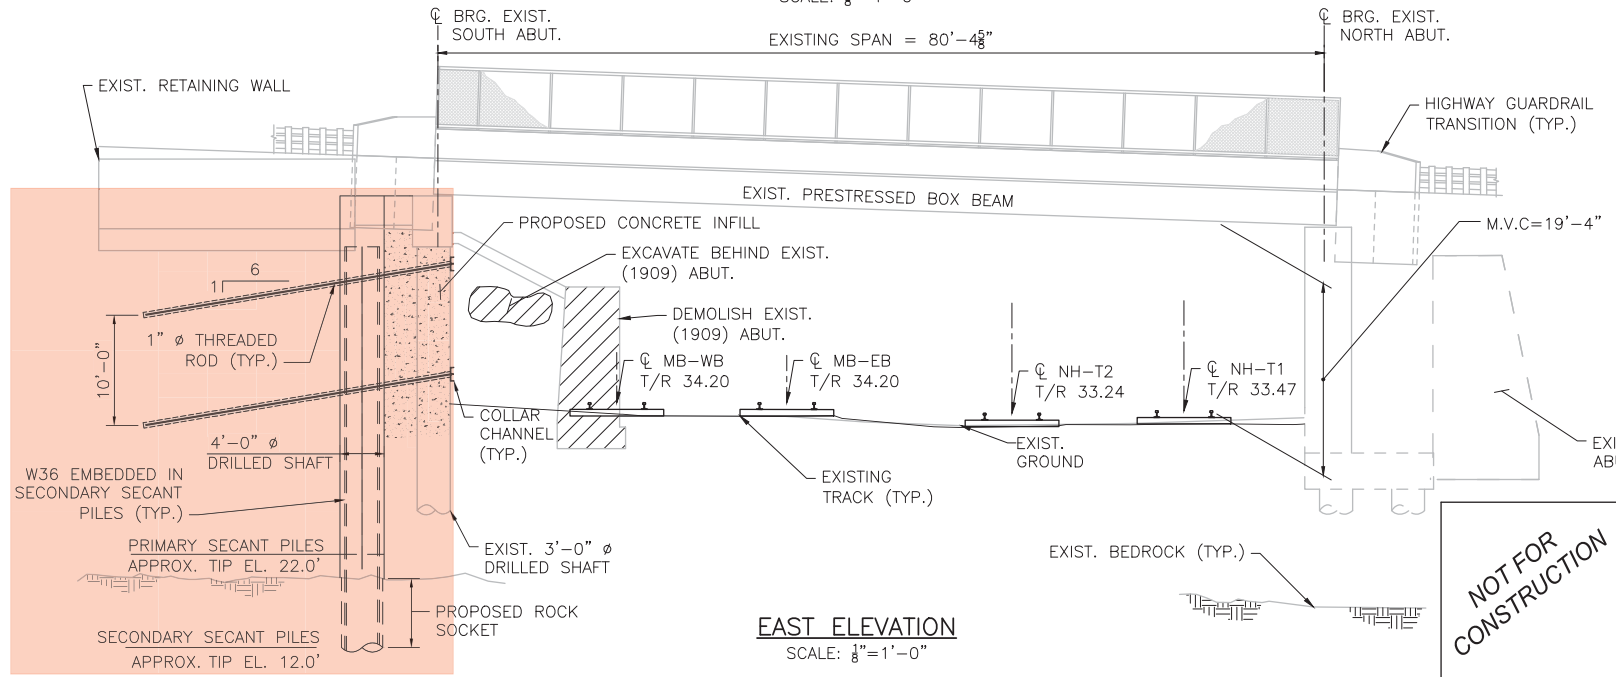 ℄ BRG. EXIST.
SOUTH ABUT.
EXISTING SPAN = 80'-4⅝"
℄ BRG. EXIST.
NORTH ABUT.
EXIST. RETAINING WALL
HIGHWAY GUARDRAIL
TRANSITION (TYP.)
EXIST. PRESTRESSED BOX BEAM
PROPOSED CONCRETE INFILL
M.V.C=19'-4"
EXCAVATE BEHIND EXIST.
(1909) ABUT.
6
1
DEMOLISH EXIST.
(1909) ABUT.
1" ø THREADED
ROD (TYP.)
10'-0"
℄ MB-WB
T/R 34.20
℄ MB-EB
T/R 34.20
℄ NH-T2
T/R 33.24
℄ NH-T1
T/R 33.47
COLLAR
CHANNEL
(TYP.)
4'-0" ø
DRILLED SHAFT
EXIST.
GROUND
W36 EMBEDDED IN
SECONDARY SECANT
PILES (TYP.)
EXISTING
TRACK (TYP.)
PRIMARY SECANT PILES
APPROX. TIP EL. 22.0'
EXIST. 3'-0" ø
DRILLED SHAFT
EXIST. BEDROCK (TYP.)
NOT FOR
CONSTRUCTION
PROPOSED ROCK
SOCKET
SECONDARY SECANT PILES
APPROX. TIP EL. 12.0'
EAST ELEVATION
SCALE: ⅛"=1'-0"